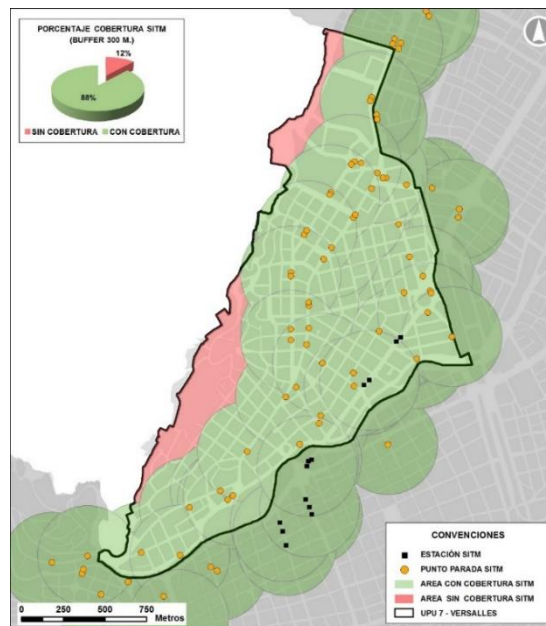 PORCENTAJE COBERTURA SITM
(BUFFER 300 M.)
12%
88%
SIN COBERTURA
CON COBERTURA
CONVENCIONES
ESTACIÓN SITM
PUNTO PARADA SITM
AREA CON COBERTURA SITM
AREA SIN COBERTURA SITM
UPU 7 - VERSALLES
0 125 250 500 750
Metros